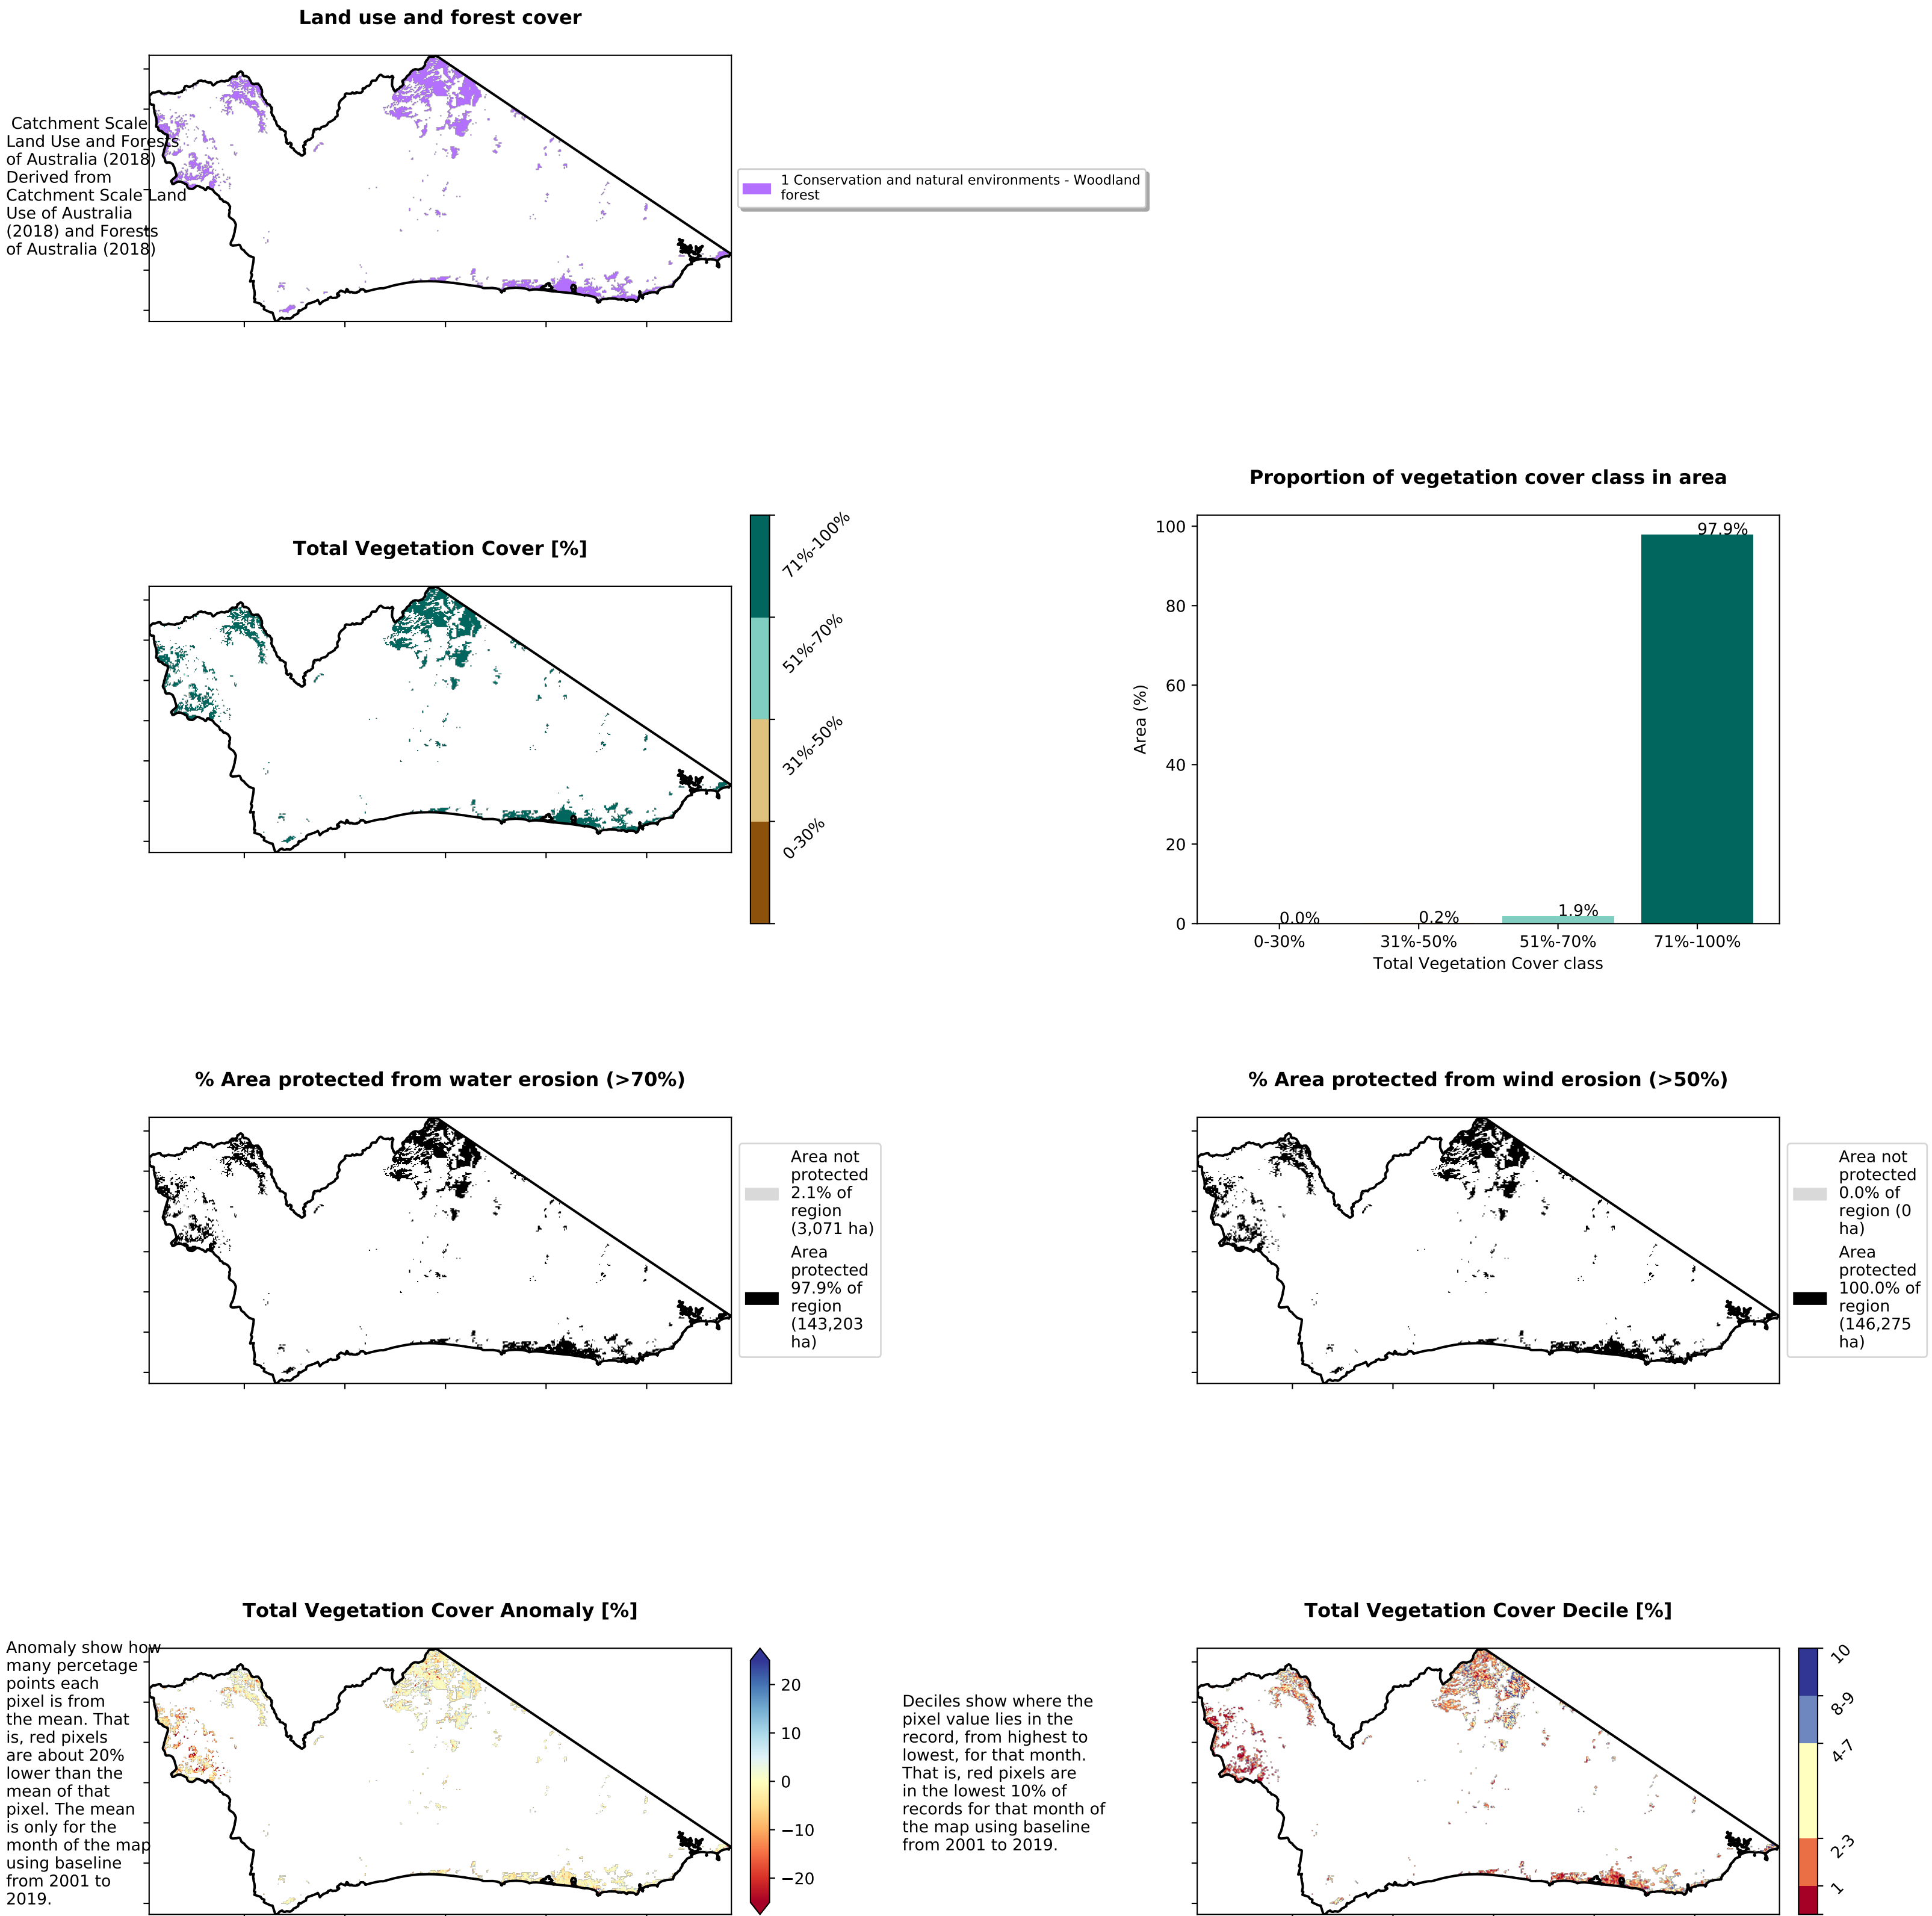 Land use and forest cover
Catchment Scale
Land Use and Forests
of Australia (2018)
Derived from
Catchment Scale Land
Use of Australia
(2018) and Forests
of Australia (2018)
1 Conservation and natural environments - Woodland
forest
Total Vegetation Cover [%]
71%-100%
51%-70%
31%-50%
0-30%
Proportion of vegetation cover class in area
100
80
60
40
20
0
Area (%)
0.0%
0.2%
1.9%
97.9%
0-30%
31%-50%
51%-70%
71%-100%
Total Vegetation Cover class
% Area protected from water erosion (>70%)
Area not
protected
2.1% of
region
(3,071 ha)
Area
protected
97.9% of
region
(143,203
ha)
% Area protected from wind erosion (>50%)
Area not
protected
0.0% of
region (0
ha)
Area
protected
100.0% of
region
(146,275
ha)
Total Vegetation Cover Anomaly [%]
Anomaly show how
many percetage
points each
pixel is from
the mean. That
is, red pixels
are about 20%
lower than the
mean of that
pixel. The mean
is only for the
month of the map
using baseline
from 2001 to
2019.
20
10
0
−10
−20
Total Vegetation Cover Decile [%]
Deciles show where the
pixel value lies in the
record, from highest to
lowest, for that month.
That is, red pixels are
in the lowest 10% of
records for that month of
the map using baseline
from 2001 to 2019.
10
8-9
4-7
2-3
1